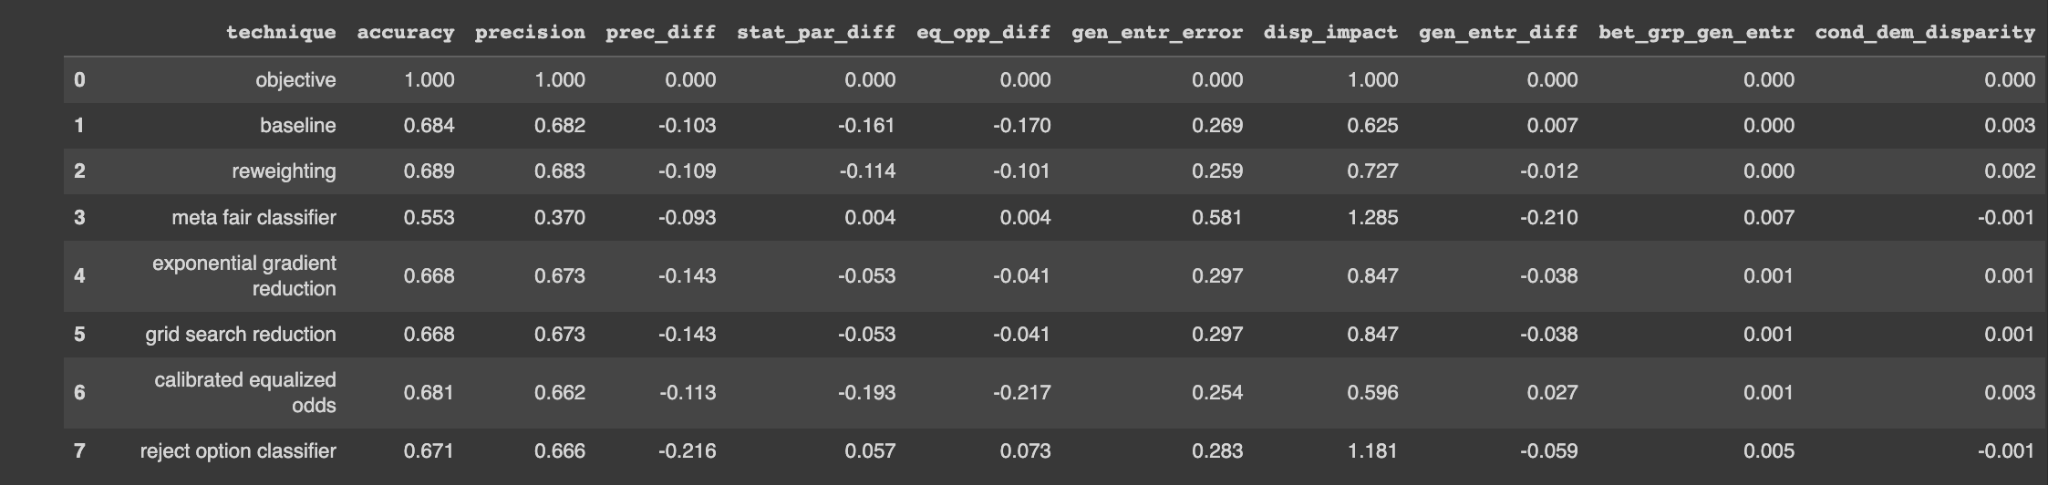 technique accuracy precision prec_diff stat_par_diff eq_opp_diff gen_entr_error disp_impact gen_entr_diff bet_grp_gen_entr cond_dem_disparity
0 objective 1.000 1.000 0.000 0.000 0.000 0.000 1.000 0.000 0.000 0.000
1 baseline 0.684 0.682 -0.103 -0.161 -0.170 0.269 0.625 0.007 0.000 0.003
2 reweighting 0.689 0.683 -0.109 -0.114 -0.101 0.259 0.727 -0.012 0.000 0.002
3 meta fair classifier 0.553 0.370 -0.093 0.004 0.004 0.581 1.285 -0.210 0.007 -0.001
exponential gradient
4 reduction 0.668 0.673 -0.143 -0.053 -0.041 0.297 0.847 -0.038 0.001 0.001
5 grid search reduction 0.668 0.673 -0.143 -0.053 -0.041 0.297 0.847 -0.038 0.001 0.001
calibrated equalized
6 odds 0.681 0.662 -0.113 -0.193 -0.217 0.254 0.596 0.027 0.001 0.003
7 reject option classifier 0.671 0.666 -0.216 0.057 0.073 0.283 1.181 -0.059 0.005 -0.001